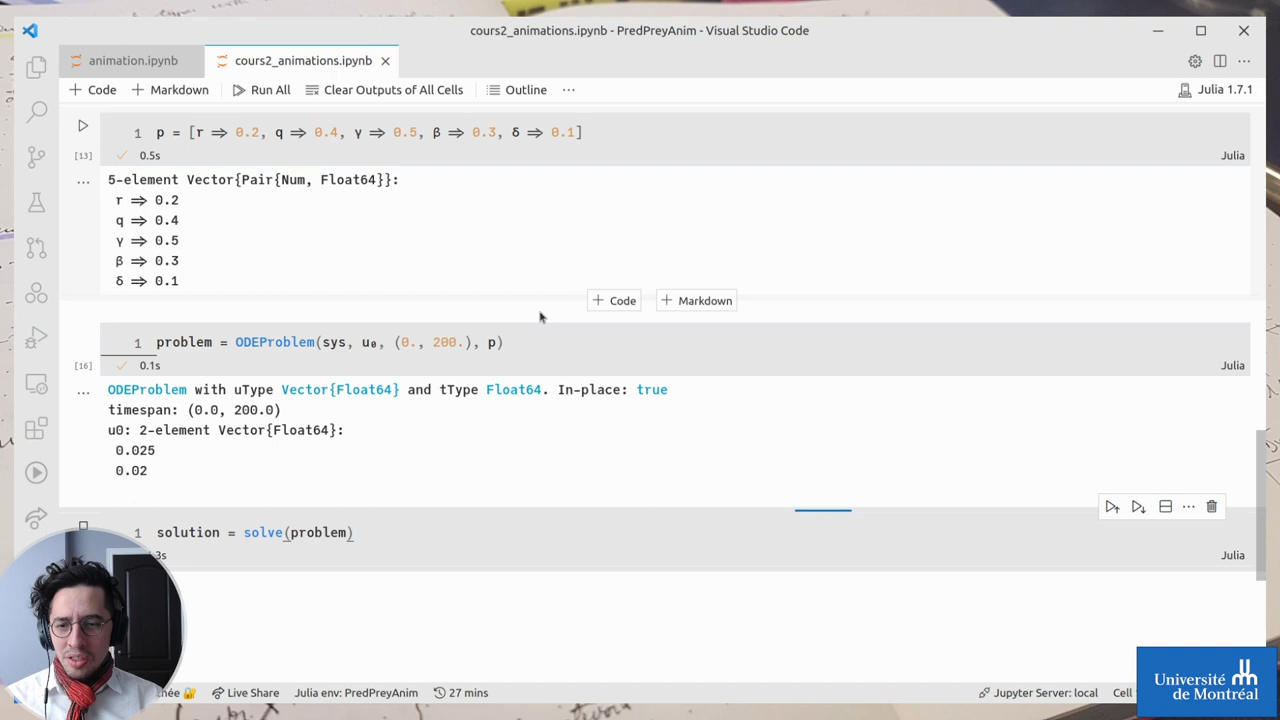 cours2_animations.ipynb - PredPreyAnim - Visual Studio Code
animation.ipynb
cours2_animations.ipynb
Code
Markdown
Run All
Clear Outputs of All Cells
Outline
Julia 1.7.1
1 p = [r => 0.2, q => 0.4, γ => 0.5, β => 0.3, δ => 0.1]
[13] 0.5s
Julia
5-element Vector{Pair{Num, Float64}}:
r => 0.2
q => 0.4
γ => 0.5
β => 0.3
δ => 0.1
+ Code
+ Markdown
1 problem = ODEProblem(sys, u₀, (0., 200.), p)
[16] 0.1s
Julia
ODEProblem with uType Vector{Float64} and tType Float64. In-place: true
timespan: (0.0, 200.0)
u0: 2-element Vector{Float64}:
0.025
0.02
1 solution = solve(problem)
3s
Julia
Live Share
Julia env: PredPreyAnim
27 mins
Jupyter Server: local
Cell
Université
de Montréal